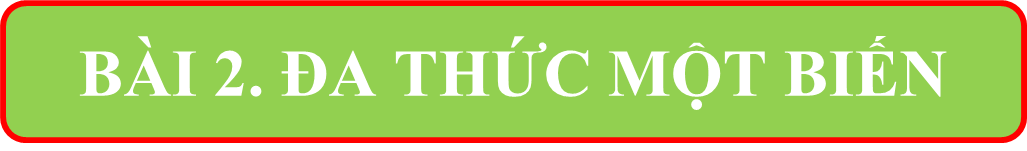 BÀI 2. ĐA THỨC MỘT BIẾN